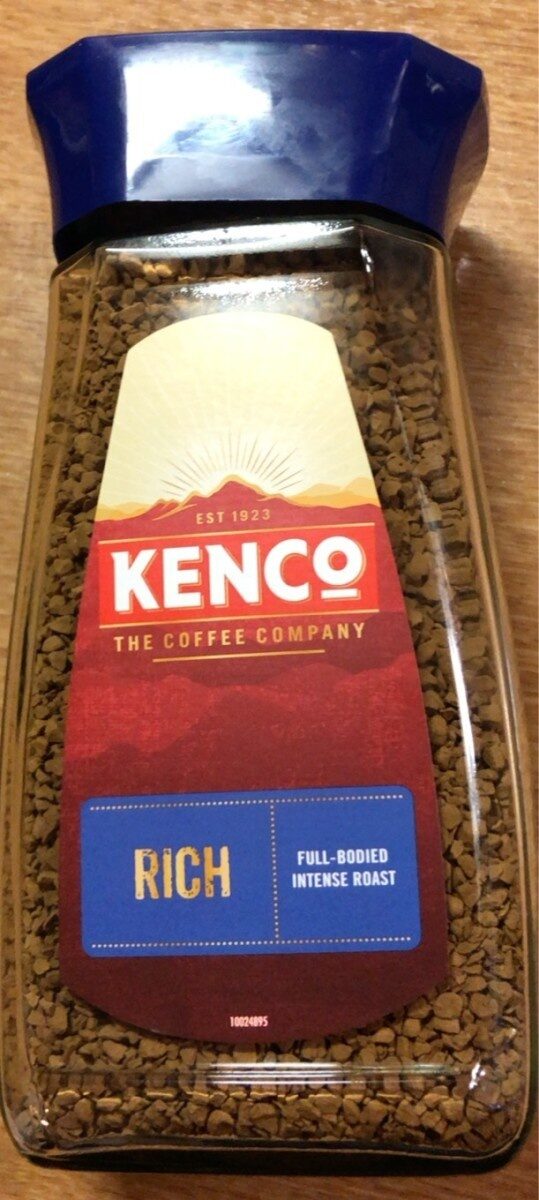 EST 1923
KENCO
THE COFFEE COMPANY
RICH
FULL-BODIED
INTENSE ROAST
10024895